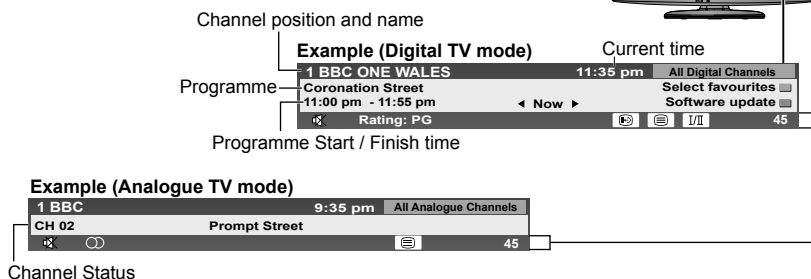 Channel position and name
Example (Digital TV mode)
Current time
1 BBC ONE WALES 11:35 pm All Digital Channels
Programme
Coronation Street Select favourites
11:00 pm - 11:55 pm ◄ Now ► Software update
Rating: PG I/II 45
Programme Start / Finish time
Example (Analogue TV mode)
1 BBC 9:35 pm All Analogue Channels
CH 02 Prompt Street
45
Channel Status